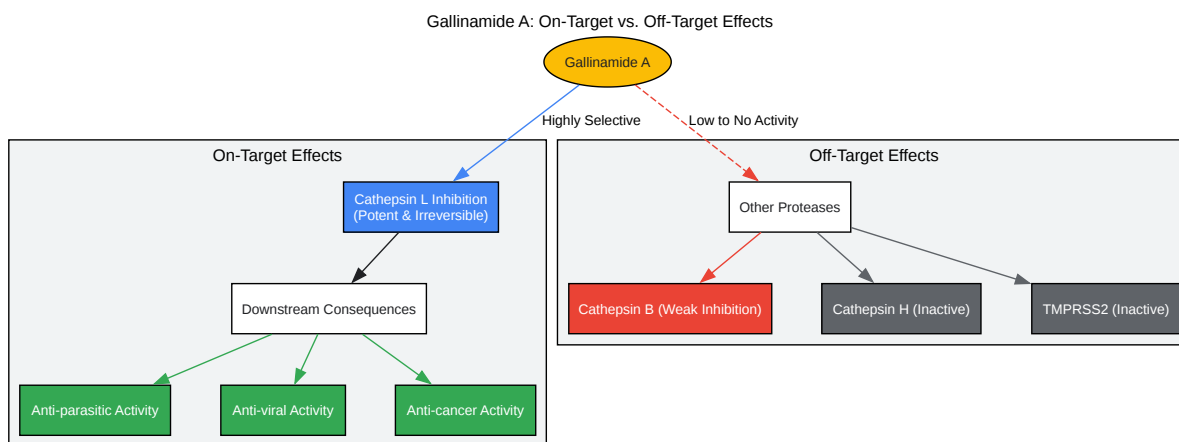 Gallinamide A: On-Target vs. Off-Target Effects
Gallinamide A
Highly Selective
Low to No Activity
On-Target Effects
Off-Target Effects
Cathepsin L Inhibition
(Potent & Irreversible)
Other Proteases
Downstream Consequences
Cathepsin B (Weak Inhibition)
Cathepsin H (Inactive)
TMPRSS2 (Inactive)
Anti-parasitic Activity
Anti-viral Activity
Anti-cancer Activity